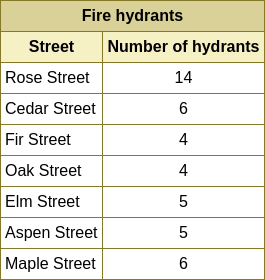 Fire hydrants
Street Number of hydrants
Rose Street 14
Cedar Street 6
Fir Street 4
Oak Street 4
Elm Street 5
Aspen Street 5
Maple Street 6